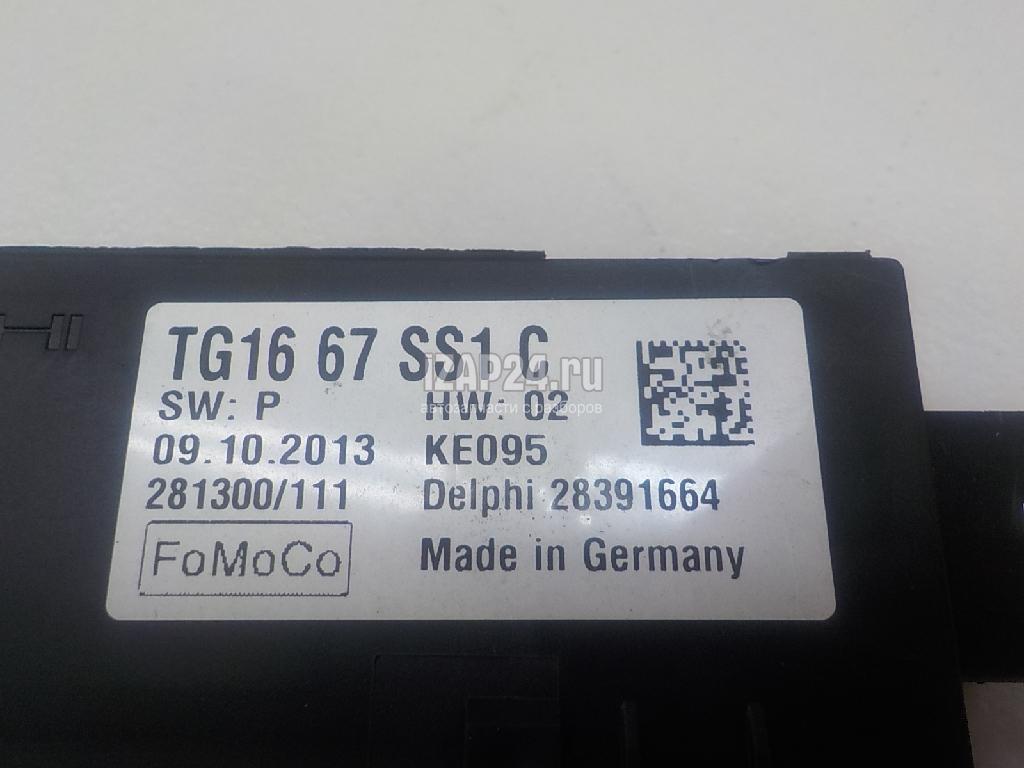 TG16 67 SS1 C
iZAP24.ru
SW: P HW: 02
автозапчасти с разборов
09.10.2013 KE095
281300/111 Delphi 28391664
FoMoCo Made in Germany